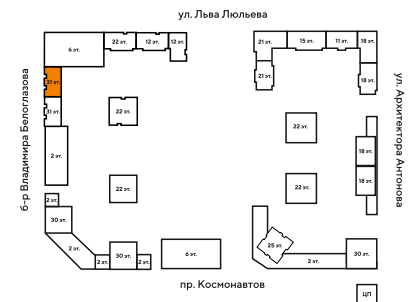 ул. Льва Люльева
6 эт.
22 эт.
12 эт.
12 эт.
21 эт.
15 эт.
11 эт.
18 эт.
31 эт.
21 эт.
18 эт.
31 эт.
22 эт.
22 эт.
б-р Владимира Белоглазова
ул. Архитектора Антонова
2 эт.
18 эт.
22 эт.
22 эт.
18 эт.
2 эт.
30 эт.
2 эт.
2 эт.
30 эт.
2 эт.
6 эт.
25 эт.
2 эт.
30 эт.
пр. Космонавтов
ЦП